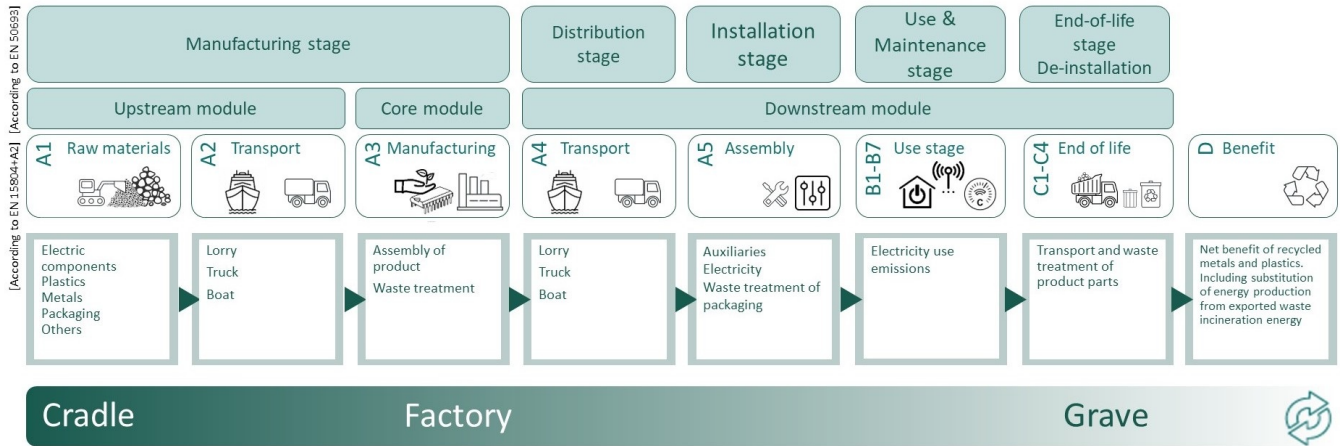 [According to EN 50693]
Manufacturing stage
Distribution
stage
Installation
stage
Use &
Maintenance
stage
End-of-life
stage
De-installation
Upstream module
Core module
Downstream module
[According to EN 15804+A2]
A1 Raw materials
A2 Transport
A3 Manufacturing
A4 Transport
A5 Assembly
B1-B7 Use stage
C
C1-C4 End of life
D Benefit
Electric
components
Plastics
Metals
Packaging
Others
Lorry
Truck
Boat
Assembly of
product
Waste treatment
Lorry
Truck
Boat
Auxiliaries
Electricity
Waste treatment of
packaging
Electricity use
emissions
Transport and waste
treatment of
product parts
Net benefit of recycled
metals and plastics.
Including substitution
of energy production
from exported waste
incineration energy
Cradle
Factory
Grave